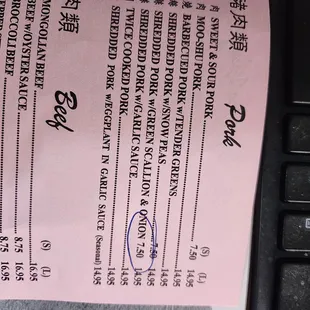 豬肉類 Pork
(S) (L)
肉 SWEET & SOUR PORK 7.50 14.95
肉 MOO-SHU PORK 14.95
BARBECUED PORK w/TENDER GREENS 7.50 14.95
SHREDDED PORK w/SNOW PEAS 14.95
SHREDDED PORK w/GREEN SCALLION & ONION 7.50 14.95
SHREDDED PORK w/GARLIC SAUCE 14.95
TWICE COOKED PORK 14.95
SHREDDED PORK w/EGGPLANT IN GARLIC SAUCE (Seasonal) 14.95
肉類 Beef
(S) (L)
MONGOLIAN BEEF 16.95
BEEF w/OYSTER SAUCE 8.75 16.95
BROCCOLI BEEF 8.75 16.95